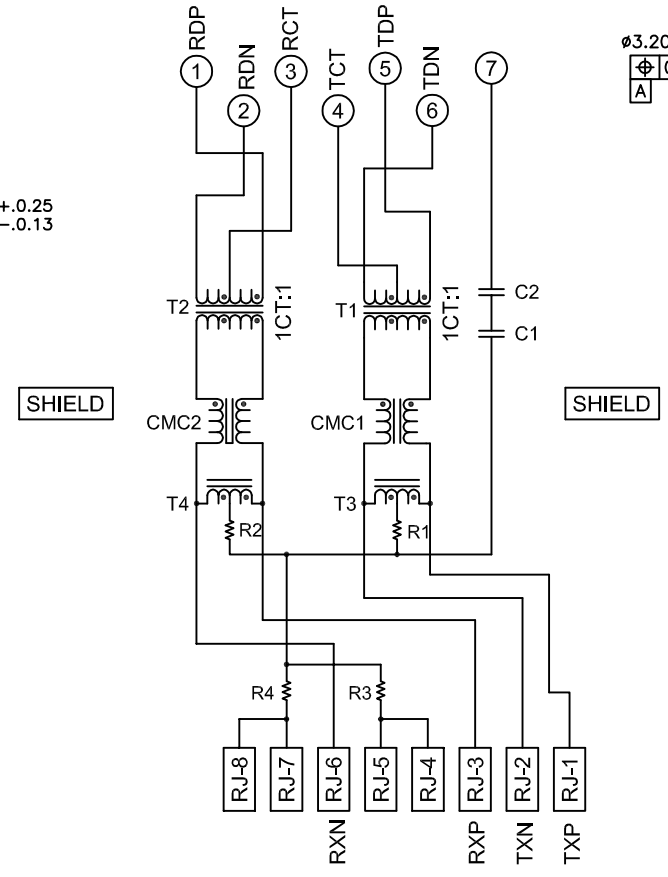 RDP
RDN
RCT
TCT
TDP
TDN
1
2
3
4
5
6
7
ø3.20
A
+.0.25
-.0.13
T2
1CT:1
T1
1CT:1
C2
C1
SHIELD
CMC2
CMC1
SHIELD
T4
R2
T3
R1
R4
R3
RJ-8
RJ-7
RJ-6
RJ-5
RJ-4
RJ-3
RJ-2
RJ-1
RXN
RXP
TXN
TXP